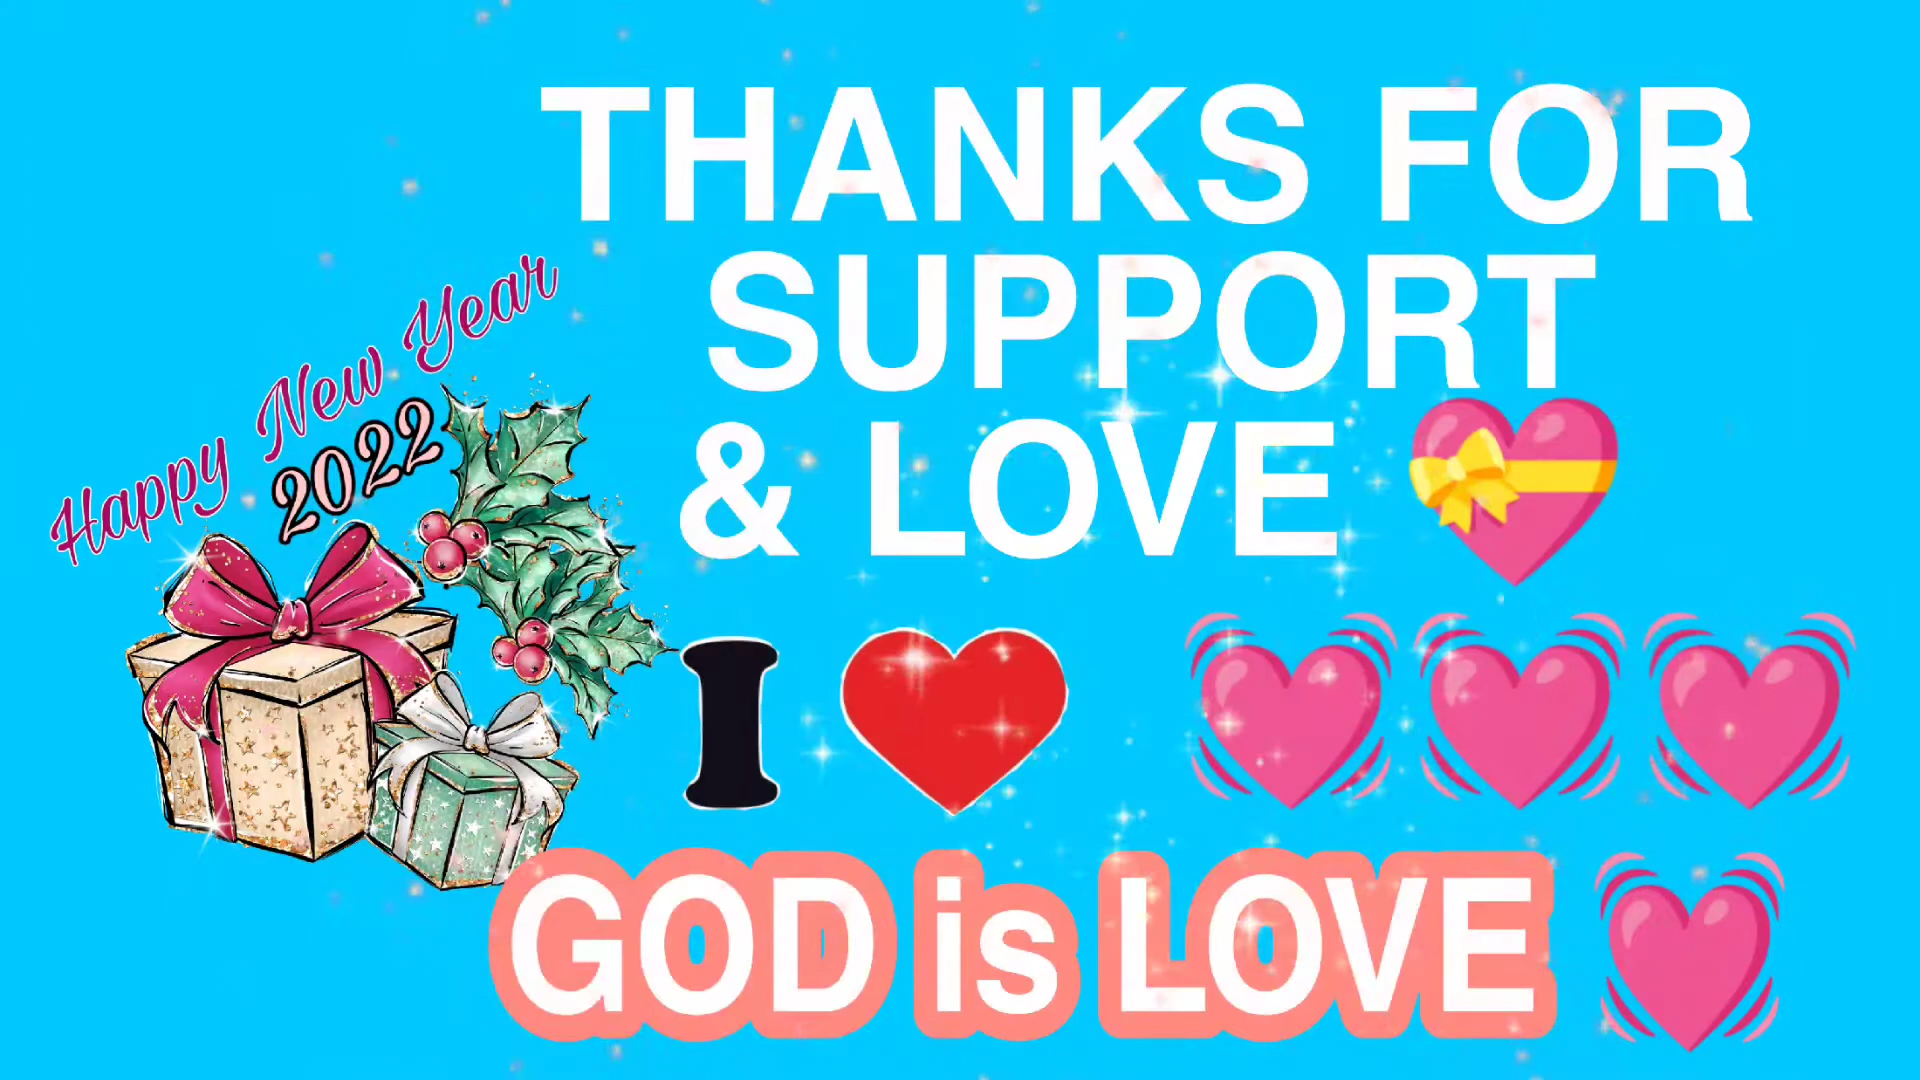 THANKS FOR
SUPPORT
& LOVE 💝
Happy New Year
2022
I ❤ 💓💓💓
GOD is LOVE 💓